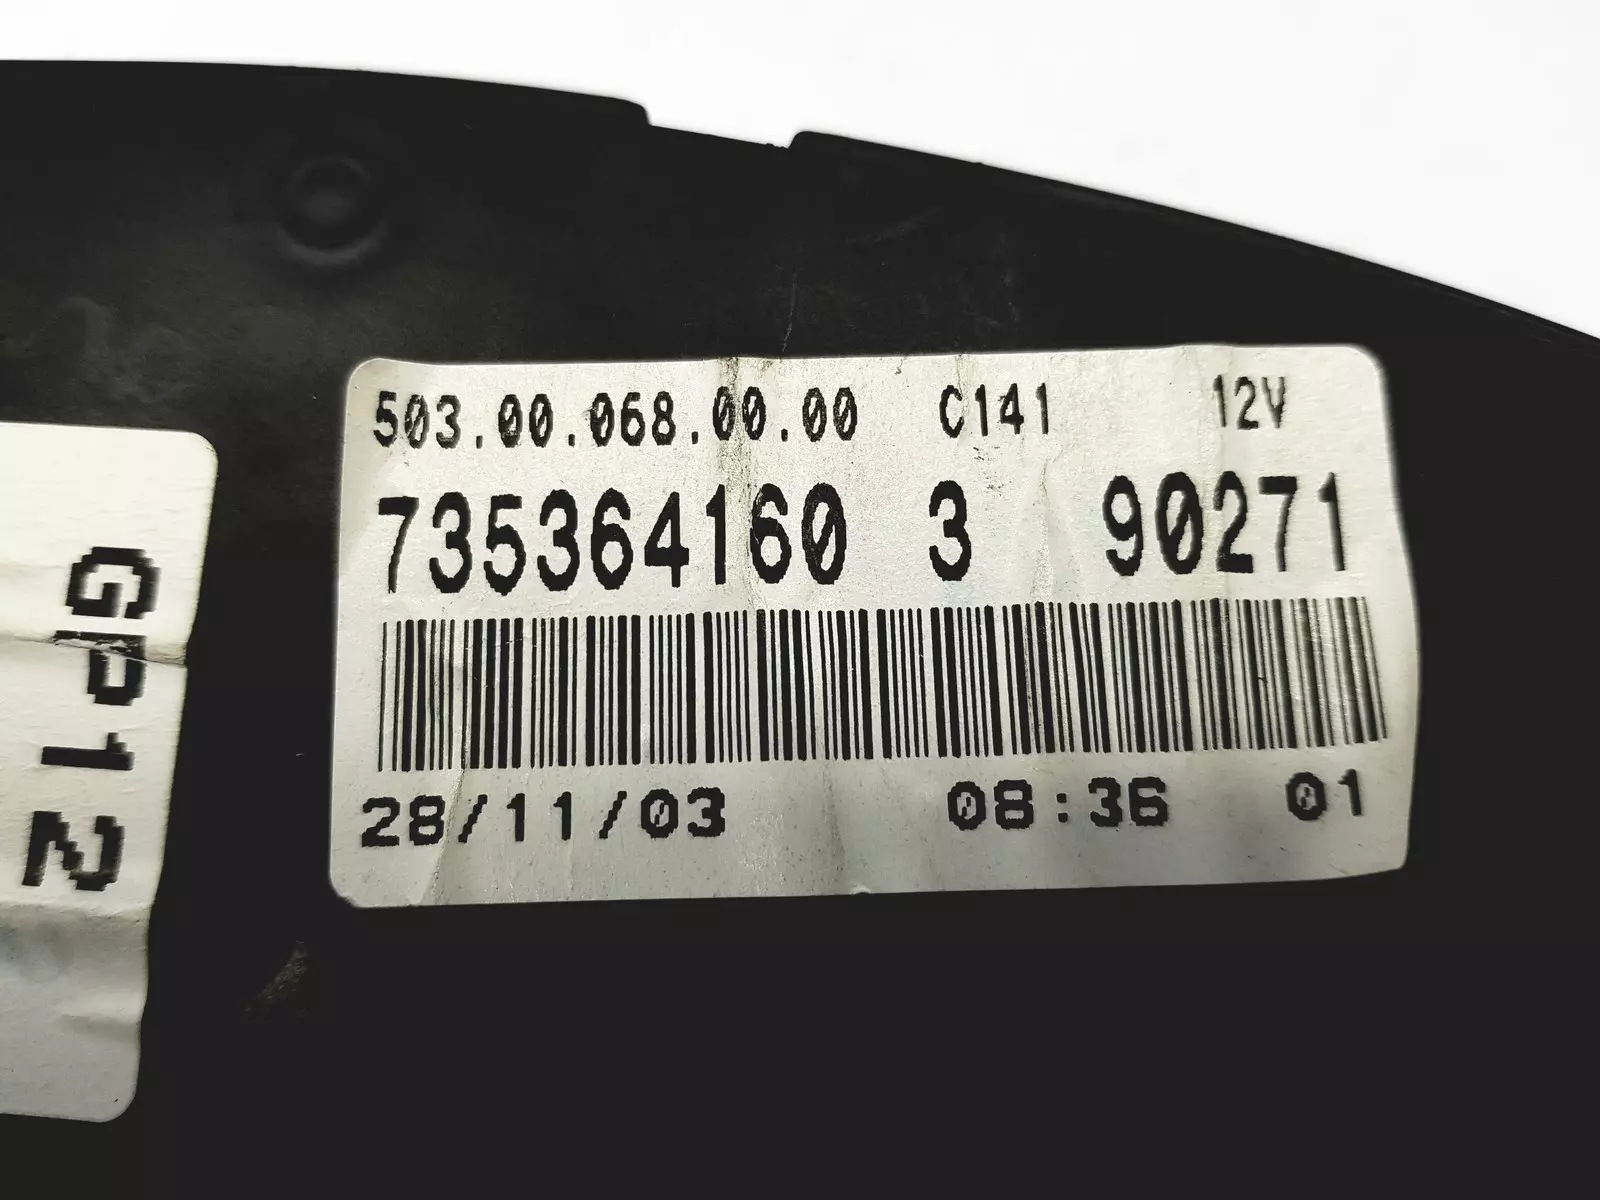 503.00.068.00.00 C141 12V
735364160 3 90271
28/11/03 08:36 01
GP12